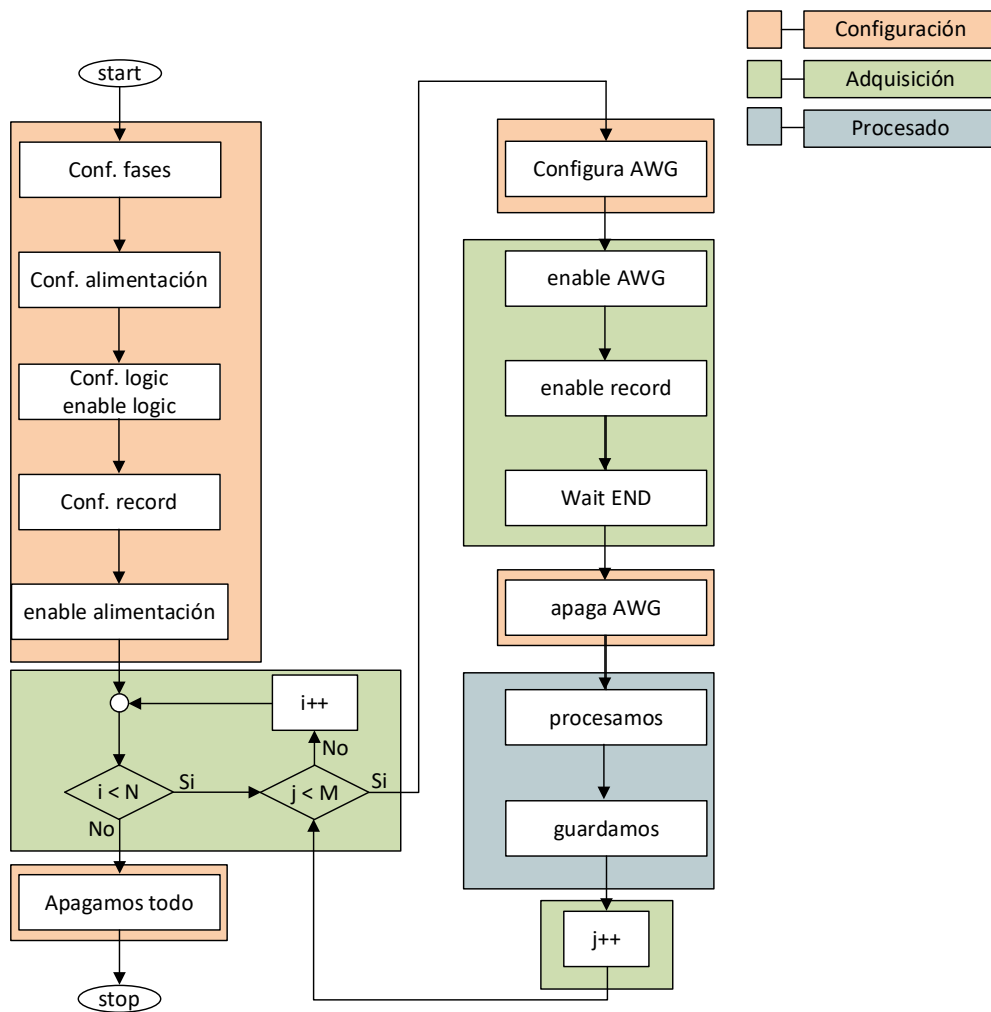 start
Conf. fases
Conf. alimentación
Conf. logic
enable logic
Conf. record
enable alimentación
i++
No
i < N
Si
j < M
Si
No
Apagamos todo
stop
Configura AWG
enable AWG
enable record
Wait END
apaga AWG
procesamos
guardamos
j++
Configuración
Adquisición
Procesado